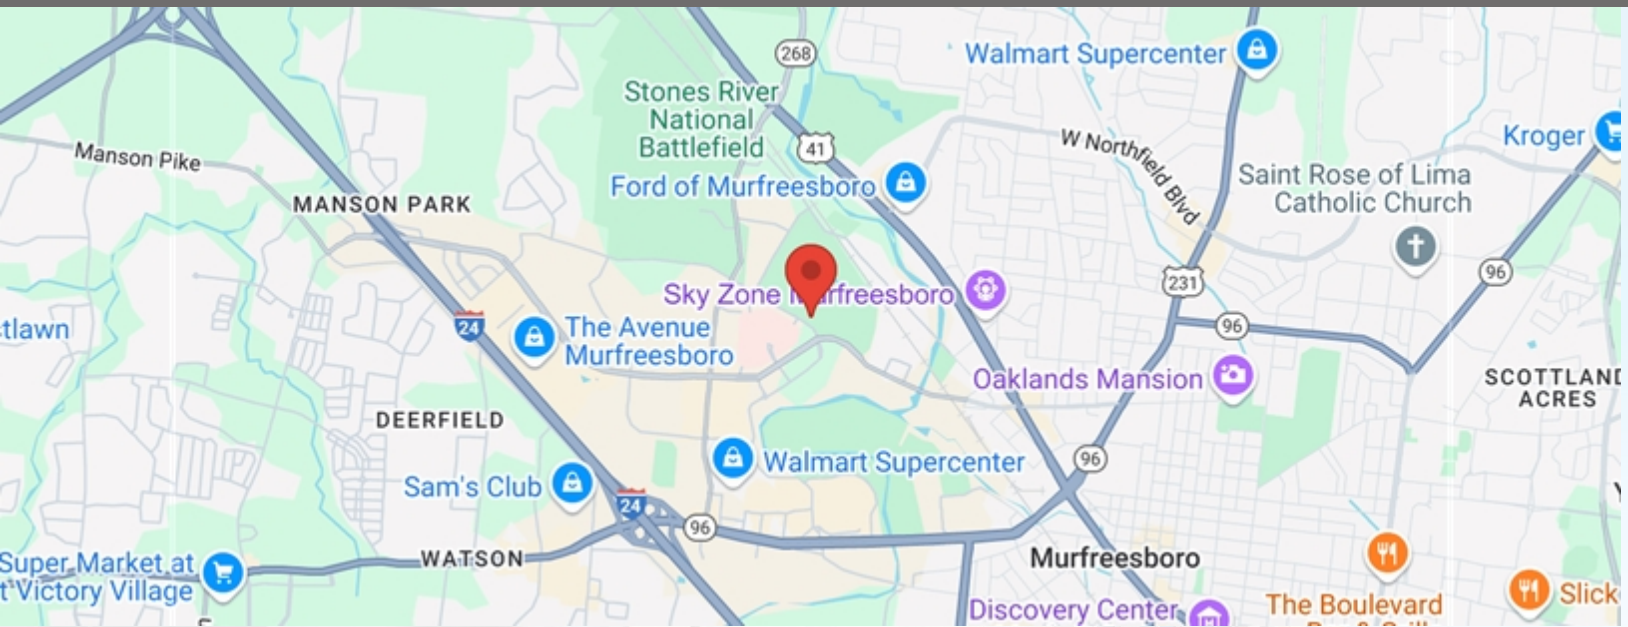 268
Walmart Supercenter
Stones River
National
Battlefield
41
Kroger
W Northfield Blvd
Manson Pike
Ford of Murfreesboro
Saint Rose of Lima
Catholic Church
MANSON PARK
96
231
Sky Zone Murfreesboro
24
The Avenue
Murfreesboro
96
Oaklands Mansion
SCOTTLAND
ACRES
DEERFIELD
96
Walmart Supercenter
Sam's Club
24
96
WATSON
Murfreesboro
Super Market at
t Victory Village
Discovery Center
The Boulevard
Slick